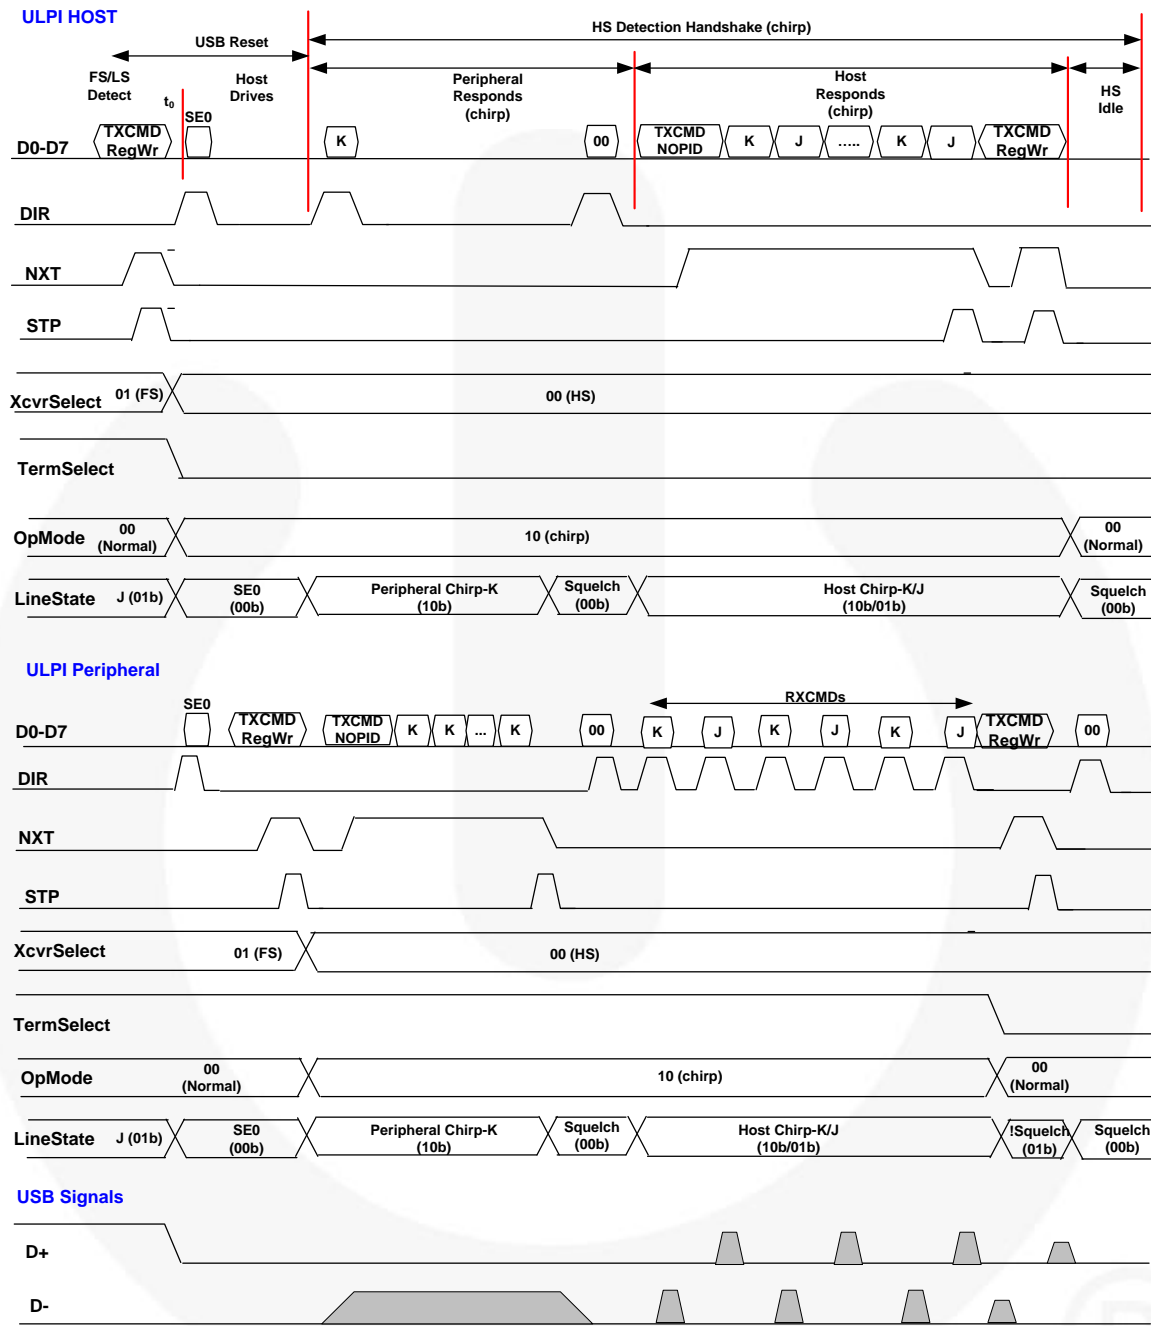 ULPI HOST
HS Detection Handshake (chirp)
USB Reset
FS/LS
Detect
t0
Host
Drives
Peripheral
Responds
(chirp)
Host
Responds
(chirp)
HS
Idle
D0-D7
TXCMD
RegWr
SE0
K
00
TXCMD
NOPID
K
J
.....
K
J
TXCMD
RegWr
DIR
NXT
STP
XcvrSelect
01 (FS)
00 (HS)
TermSelect
OpMode
00
(Normal)
10 (chirp)
00
(Normal)
LineState
J (01b)
SE0
(00b)
Peripheral Chirp-K
(10b)
Squelch
(00b)
Host Chirp-K/J
(10b/01b)
Squelch
(00b)
ULPI Peripheral
RXCMDs
D0-D7
SE0
TXCMD
RegWr
TXCMD
NOPID
K
K
...
K
00
K
J
K
J
K
J
TXCMD
RegWr
00
DIR
NXT
STP
XcvrSelect
01 (FS)
00 (HS)
TermSelect
OpMode
00
(Normal)
10 (chirp)
00
(Normal)
LineState
J (01b)
SE0
(00b)
Peripheral Chirp-K
(10b)
Squelch
(00b)
Host Chirp-K/J
(10b/01b)
!Squelch
(01b)
Squelch
(00b)
USB Signals
D+
D-